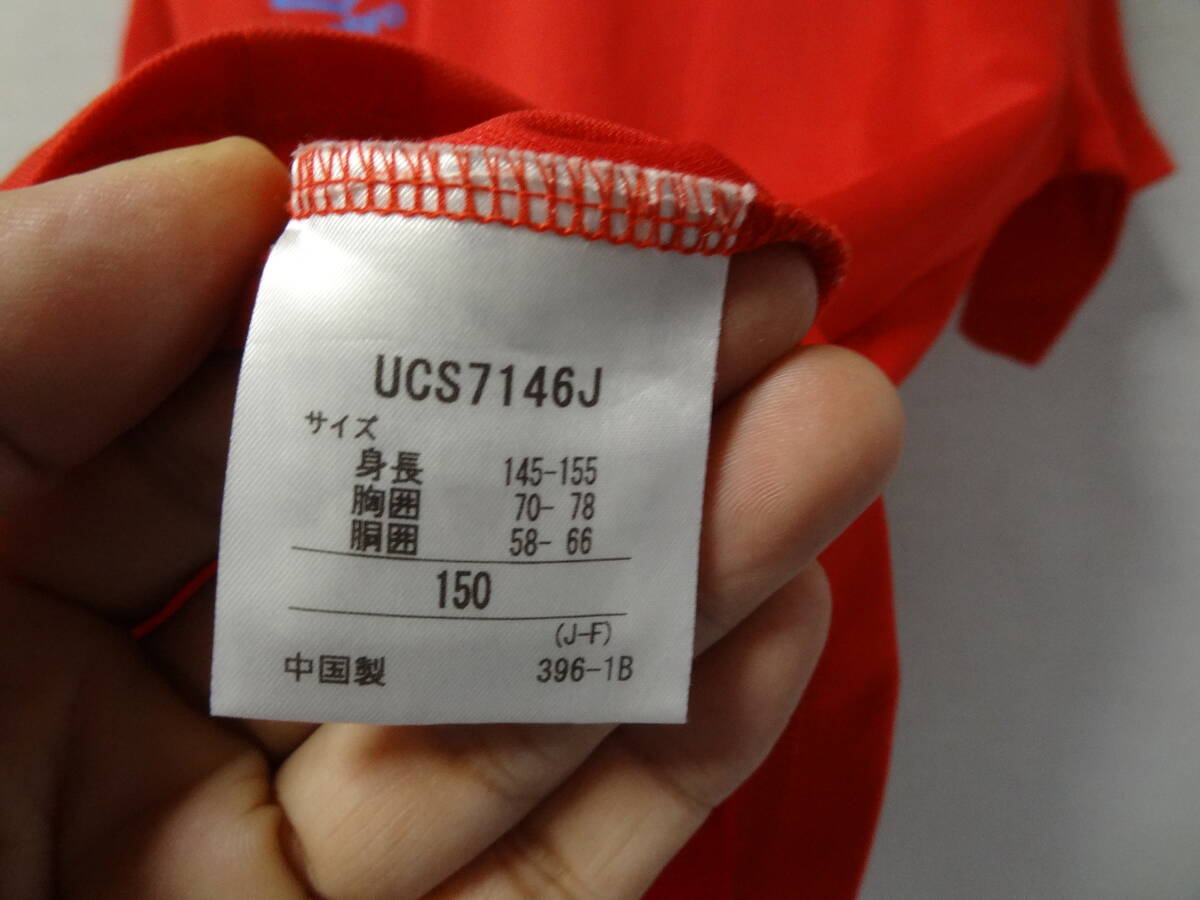 UCS7146J
サイズ
身長 145-155
胸囲 70- 78
胴囲 58- 66
150
(J-F)
中国製 396-1B